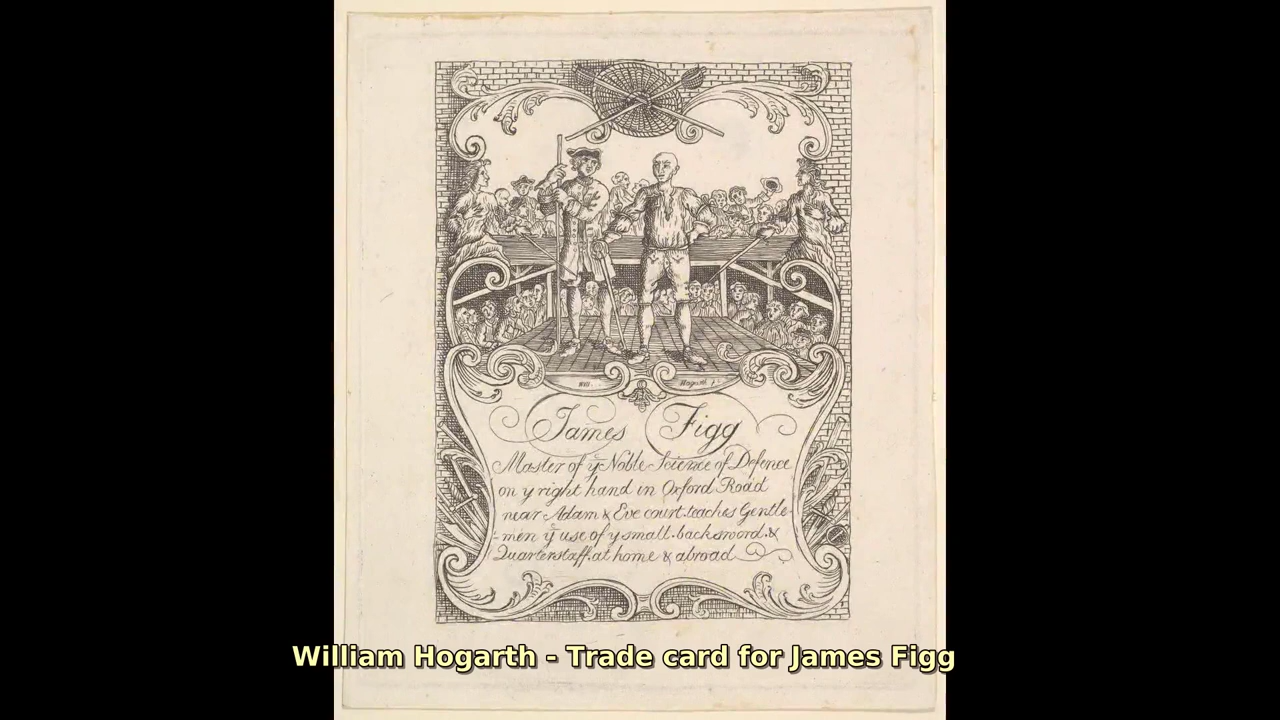 Will. Hogarth f.
James Figg
Master of yͤ Noble Science of Defence
on y right hand in Oxford Road
near Adam & Eve court. teaches Gentle-
-men yͤ use of y small. backsword. &
Quarterstaff. at home & abroad
William Hogarth - Trade card for James Figg